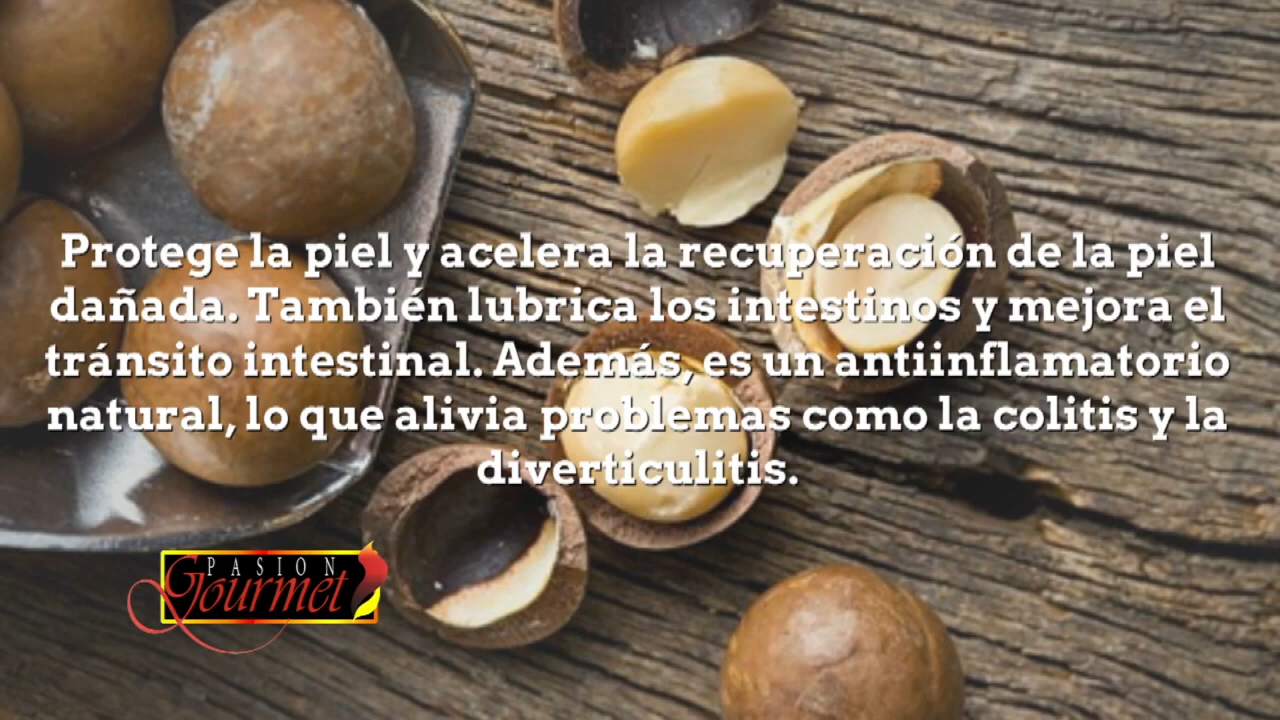 Protege la piel y acelera la recuperación de la piel
dañada. También lubrica los intestinos y mejora el
tránsito intestinal. Además, es un antiinflamatorio
natural, lo que alivia problemas como la colitis y la
diverticulitis.
PASION
Gourmet